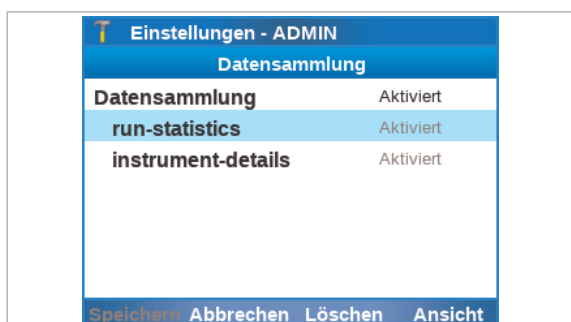 Einstellungen - ADMIN
Datensammlung
Datensammlung Aktiviert
run-statistics Aktiviert
instrument-details Aktiviert
Speichern Abbrechen Löschen Ansicht